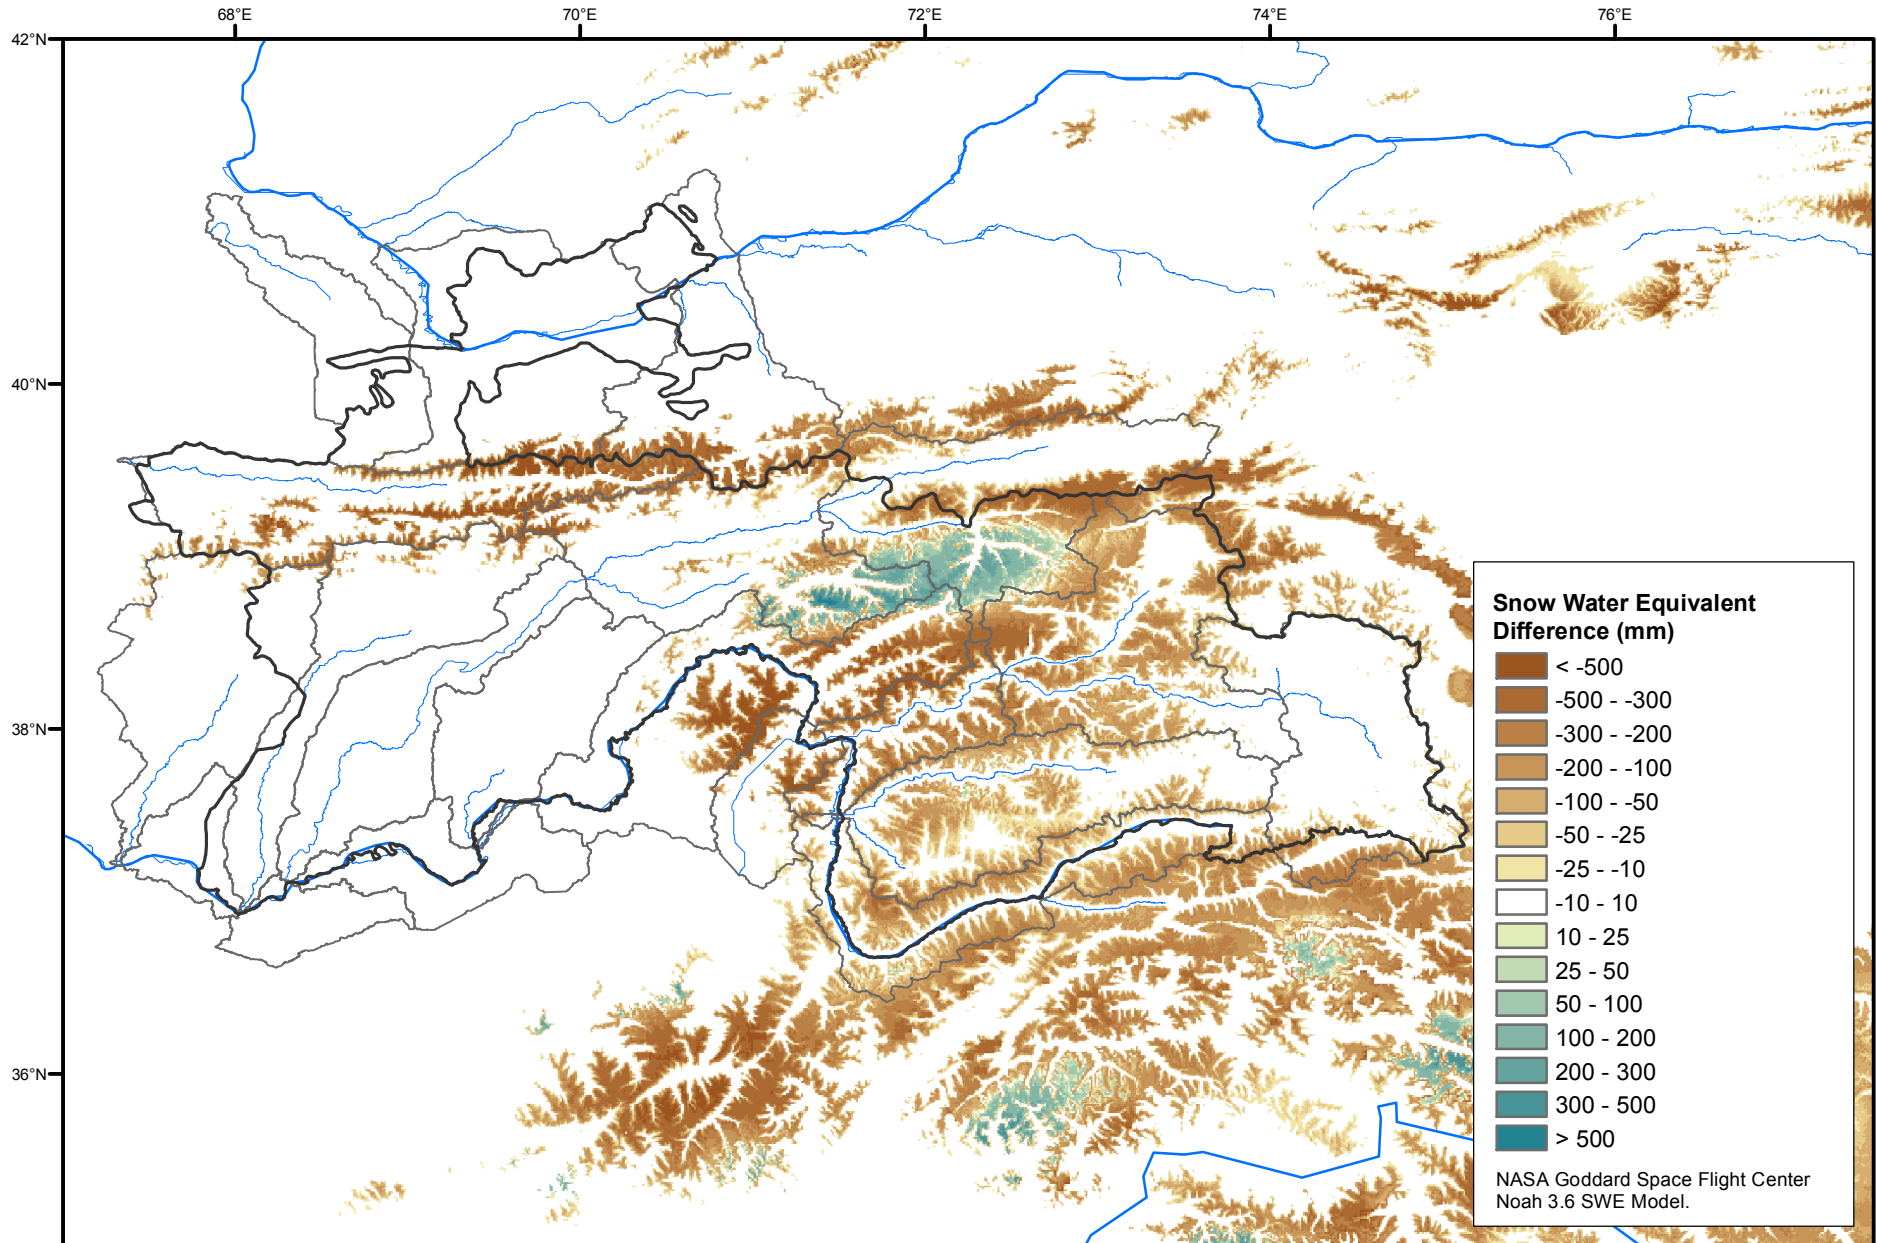 68°E
70°E
72°E
74°E
76°E
42°N
40°N
38°N
36°N
Snow Water Equivalent
Difference (mm)
< -500
-500 - -300
-300 - -200
-200 - -100
-100 - -50
-50 - -25
-25 - -10
-10 - 10
10 - 25
25 - 50
50 - 100
100 - 200
200 - 300
300 - 500
> 500
NASA Goddard Space Flight Center
Noah 3.6 SWE Model.